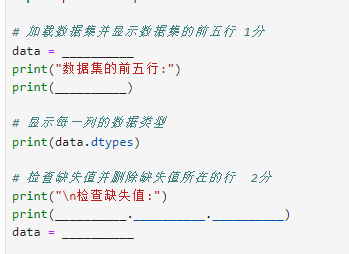 # 加载数据集并显示数据集的前五行 1分
data = __________
print("数据集的前五行:")
print(__________)
# 显示每一列的数据类型
print(data.dtypes)
# 检查缺失值并删除缺失值所在的行  2分
print("\n检查缺失值:")
print(__________.__________.__________)
data = __________